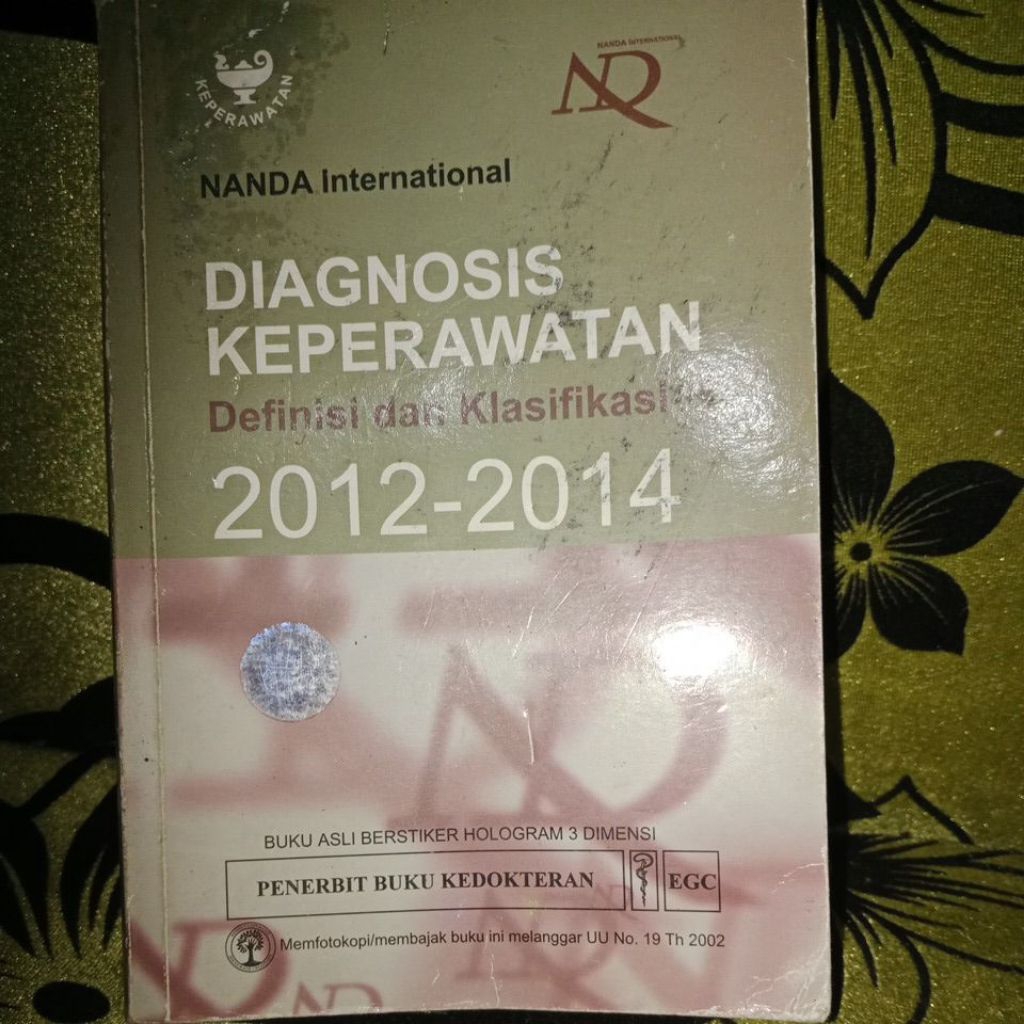 KEPERAWATAN
NANDA INTERNATIONAL
NANDA International
DIAGNOSIS
KEPERAWATAN
Definisi dan Klasifikasi
2012-2014
BUKU ASLI BERSTIKER HOLOGRAM 3 DIMENSI
PENERBIT BUKU KEDOKTERAN EGC
Memfotokopi/membajak buku ini melanggar UU No. 19 Th 2002